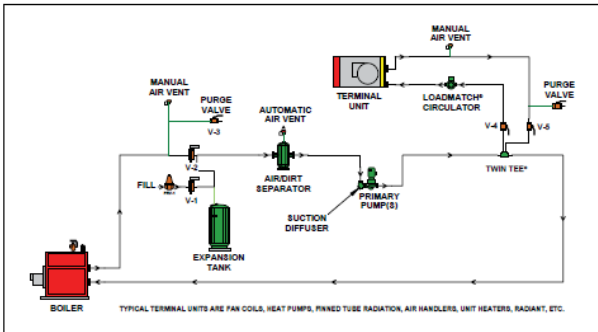 MANUAL
AIR VENT
TERMINAL
UNIT
LOADMATCH®
CIRCULATOR
PURGE
VALVE
V-4
V-5
TWIN TEE®
MANUAL
AIR VENT
PURGE
VALVE
V-3
AUTOMATIC
AIR VENT
V-2
AIR/DIRT
SEPARATOR
FILL
V-1
PRIMARY
PUMP(S)
SUCTION
DIFFUSER
EXPANSION
TANK
BOILER
TYPICAL TERMINAL UNITS ARE FAN COILS, HEAT PUMPS, FINNED TUBE RADIATION, AIR HANDLERS, UNIT HEATERS, RADIANT, ETC.